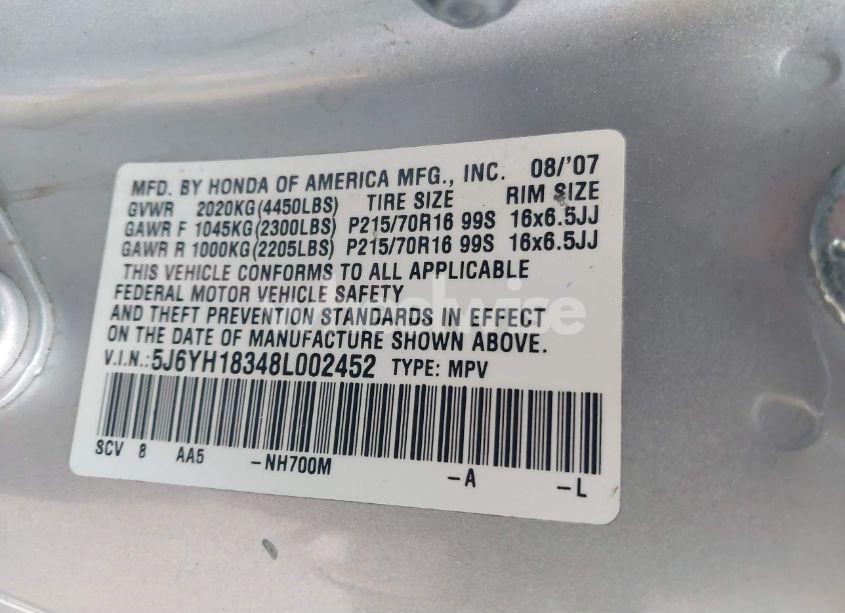 MFD. BY HONDA OF AMERICA MFG., INC. 08/'07
GVWR 2020KG(4450LBS) TIRE SIZE RIM SIZE
GAWR F 1045KG(2300LBS) P215/70R16 99S 16x6.5JJ
GAWR R 1000KG(2205LBS) P215/70R16 99S 16x6.5JJ
THIS VEHICLE CONFORMS TO ALL APPLICABLE
FEDERAL MOTOR VEHICLE SAFETY
AND THEFT PREVENTION STANDARDS IN EFFECT
ON THE DATE OF MANUFACTURE SHOWN ABOVE.
V.I.N.:5J6YH18348L002452 TYPE: MPV
SCV 8 AA5 -NH700M -A -L